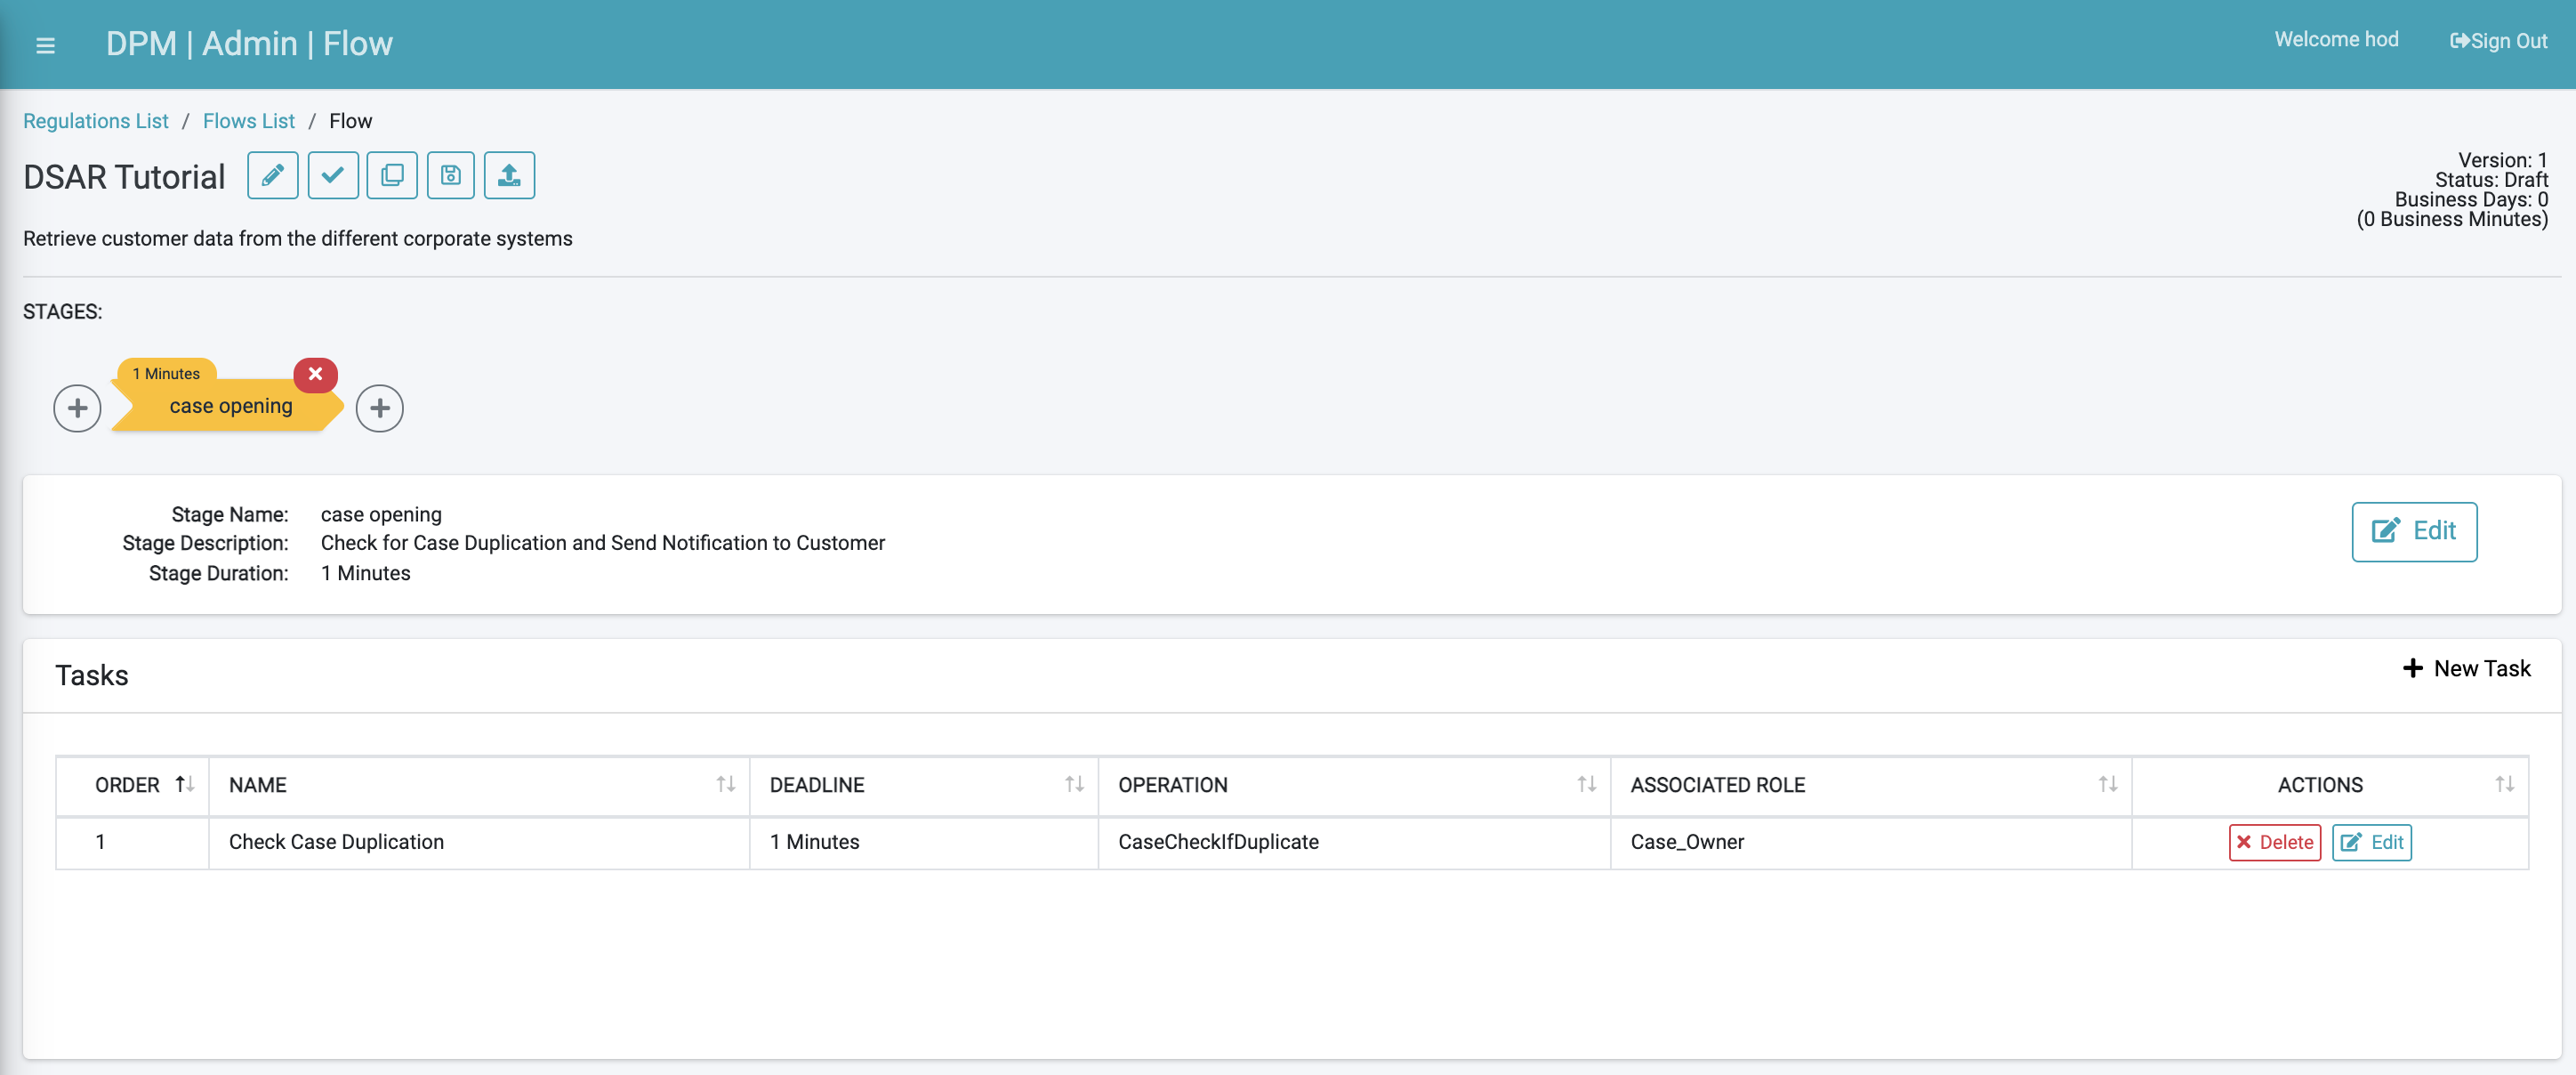 DPM | Admin | Flow
Welcome hod
Sign Out
Regulations List / Flows List / Flow
DSAR Tutorial
Version: 1
Status: Draft
Business Days: 0
(0 Business Minutes)
Retrieve customer data from the different corporate systems
STAGES:
1 Minutes
case opening
Stage Name: case opening
Stage Description: Check for Case Duplication and Send Notification to Customer
Stage Duration: 1 Minutes
Edit
Tasks
New Task
ORDER NAME DEADLINE OPERATION ASSOCIATED ROLE ACTIONS
1 Check Case Duplication 1 Minutes CaseCheckIfDuplicate Case_Owner Delete Edit